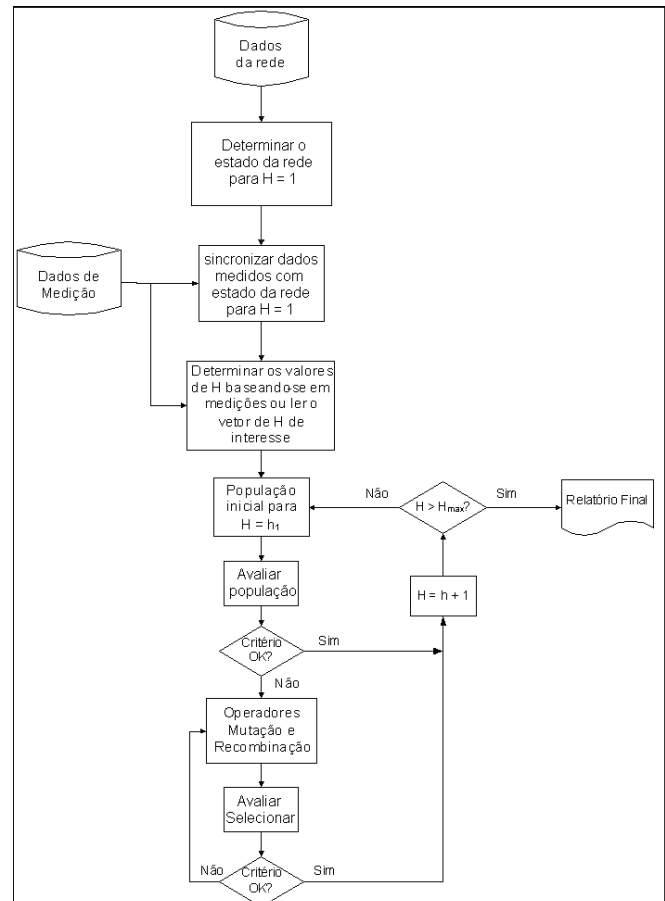 Dados
da rede
Determinar o
estado da rede
para H = 1
sincronizar dados
medidos com
estado da rede
para H = 1
Dados de
Medição
Determinar os valores
de H baseando-se em
medições ou ler o
vetor de H de
interesse
População
inicial para
H = h1
Não
H > Hmax?
Sim
Relatório Final
Avaliar
população
H = h + 1
Critério
OK?
Sim
Não
Operadores
Mutação e
Recombinação
Avaliar
Selecionar
Não
Critério
OK?
Sim